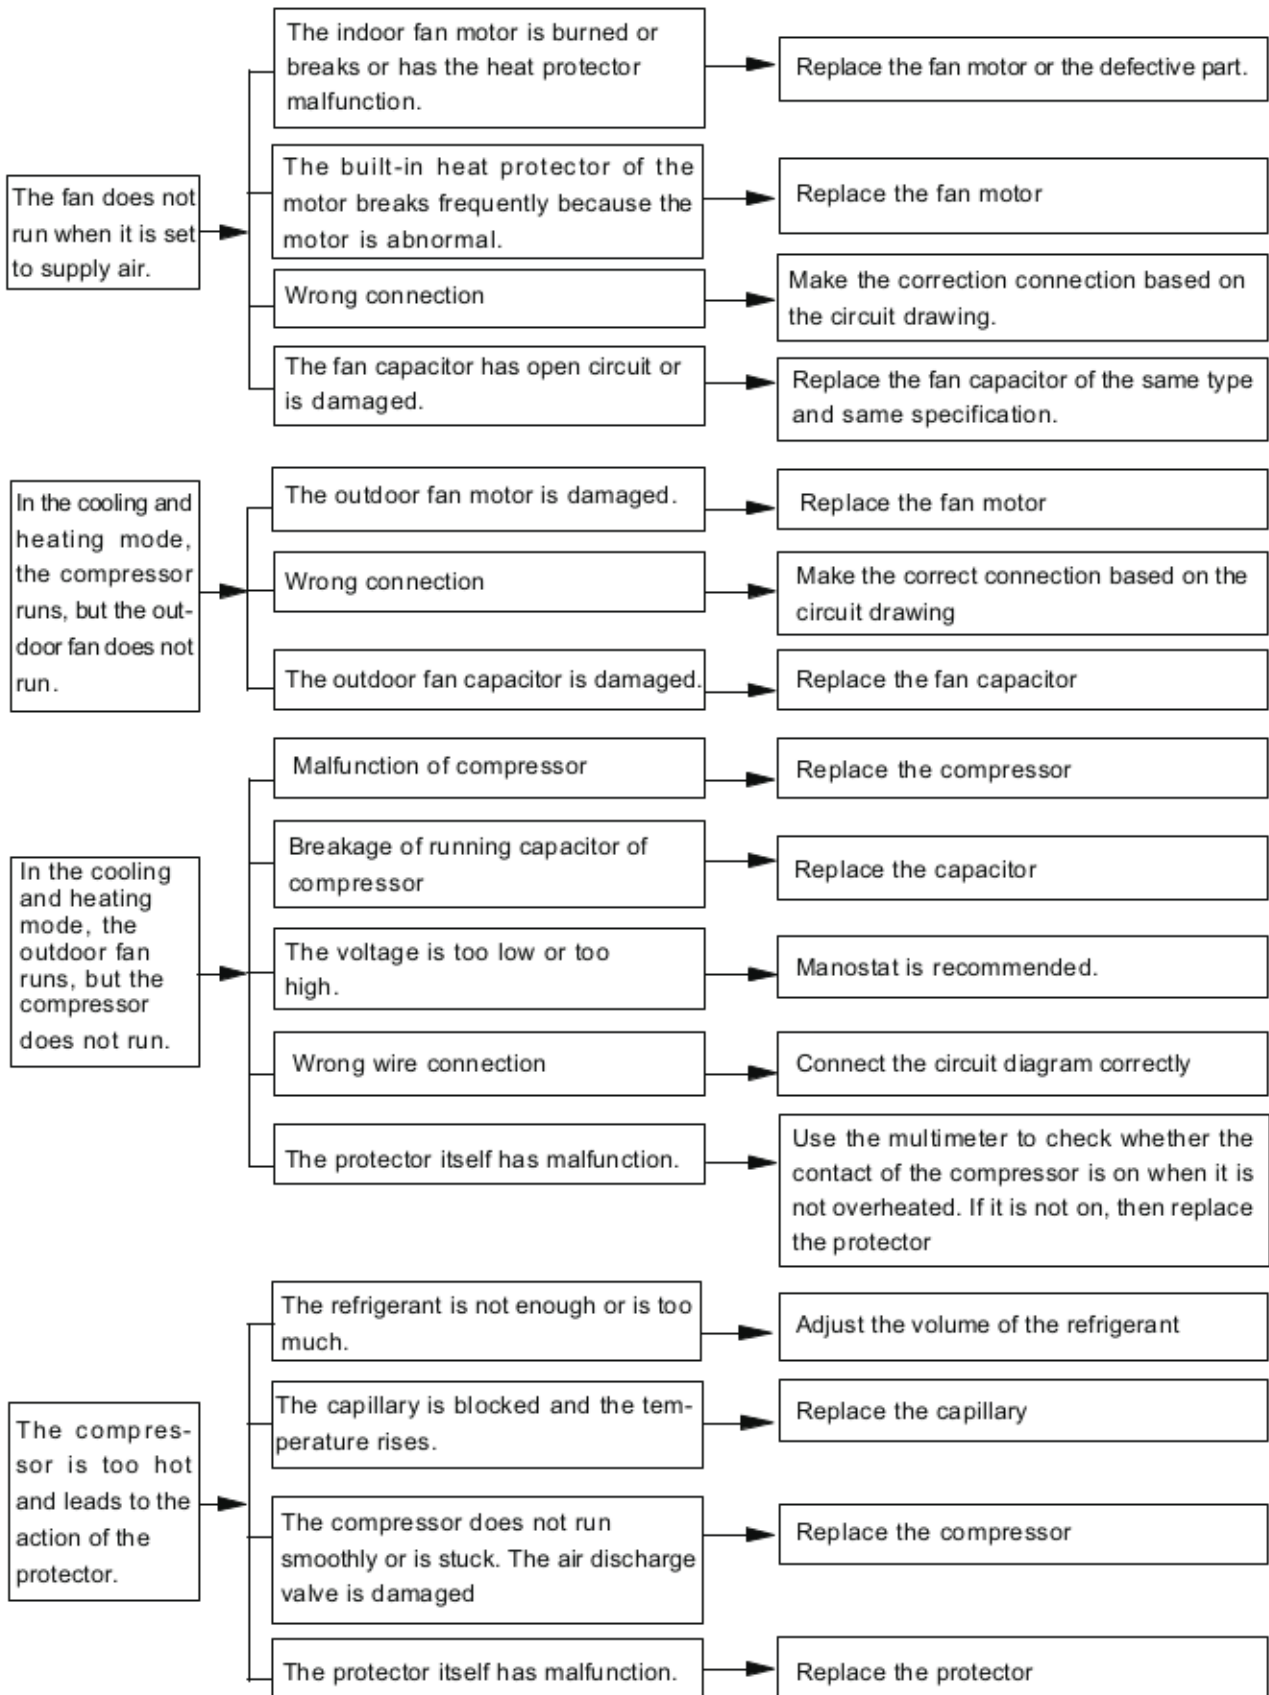 The fan does not
run when it is set
to supply air.
The indoor fan motor is burned or
breaks or has the heat protector
malfunction.
Replace the fan motor or the defective part.
The built-in heat protector of the
motor breaks frequently because the
motor is abnormal.
Replace the fan motor
Wrong connection
Make the correction connection based on
the circuit drawing.
The fan capacitor has open circuit or
is damaged.
Replace the fan capacitor of the same type
and same specification.
In the cooling and
heating mode,
the compressor
runs, but the out-
door fan does not
run.
The outdoor fan motor is damaged.
Replace the fan motor
Wrong connection
Make the correct connection based on the
circuit drawing
The outdoor fan capacitor is damaged.
Replace the fan capacitor
In the cooling
and heating
mode, the
outdoor fan
runs, but the
compressor
does not run.
Malfunction of compressor
Replace the compressor
Breakage of running capacitor of
compressor
Replace the capacitor
The voltage is too low or too
high.
Manostat is recommended.
Wrong wire connection
Connect the circuit diagram correctly
The protector itself has malfunction.
Use the multimeter to check whether the
contact of the compressor is on when it is
not overheated. If it is not on, then replace
the protector
The compres-
sor is too hot
and leads to the
action of the
protector.
The refrigerant is not enough or is too
much.
Adjust the volume of the refrigerant
The capillary is blocked and the tem-
perature rises.
Replace the capillary
The compressor does not run
smoothly or is stuck. The air discharge
valve is damaged
Replace the compressor
The protector itself has malfunction.
Replace the protector